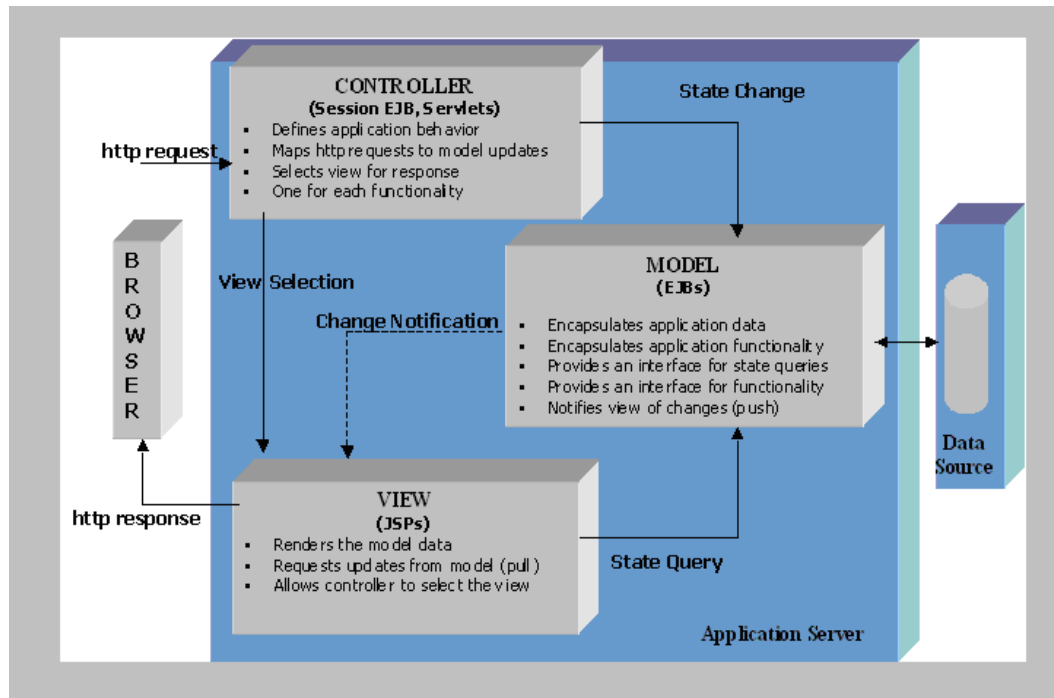 CONTROLLER
(Session EJB, Servlets)
▪ Defines application behavior
▪ Maps http requests to model updates
▪ Selects view for response
▪ One for each functionality
State Change
http request
BROWSER
View Selection
Change Notification
MODEL
(EJBs)
▪ Encapsulates application data
▪ Encapsulates application functionality
▪ Provides an interface for state queries
▪ Provides an interface for functionality
▪ Notifies view of changes (push)
Data
Source
http response
VIEW
(JSPs)
▪ Renders the model data
▪ Requests updates from model (pull)
▪ Allows controller to select the view
State Query
Application Server